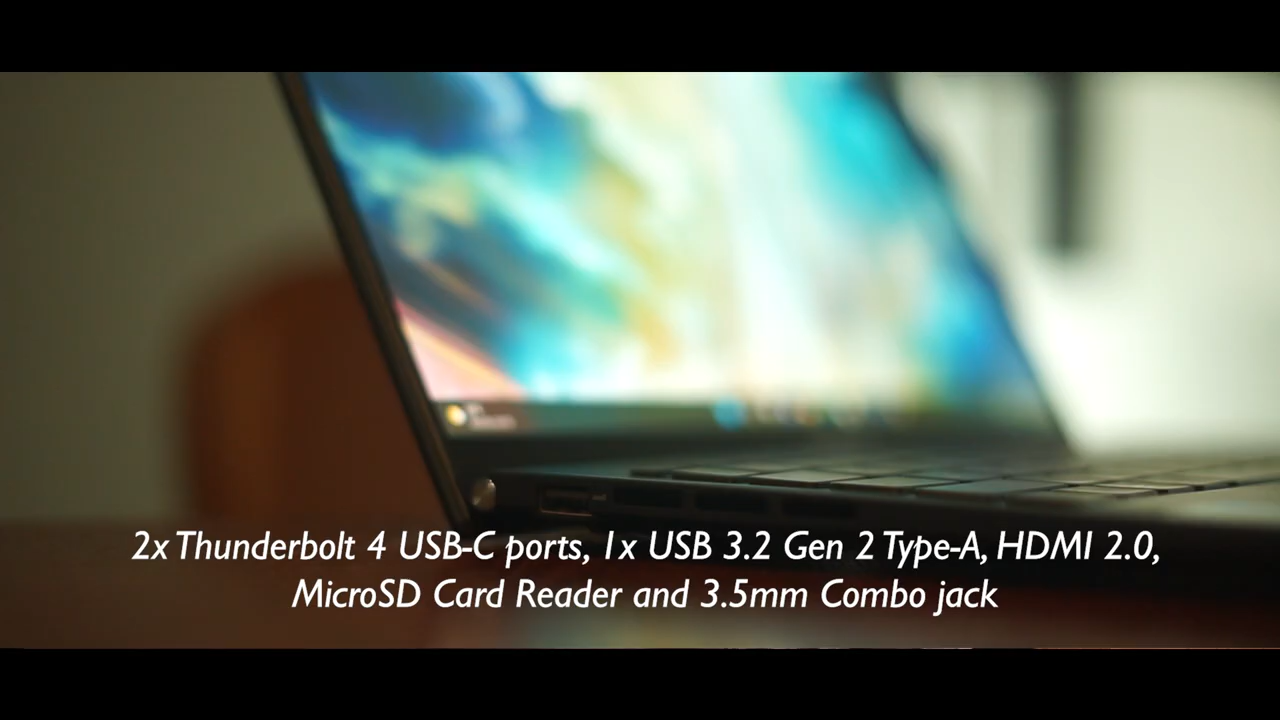 2x Thunderbolt 4 USB-C ports, 1x USB 3.2 Gen 2 Type-A, HDMI 2.0,
MicroSD Card Reader and 3.5mm Combo jack